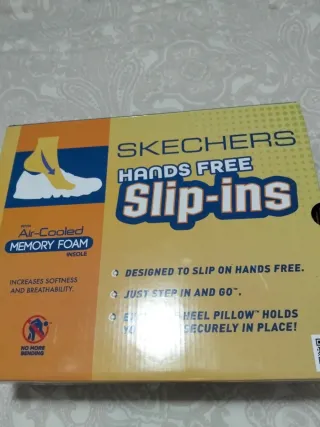 SKECHERS
HANDS FREE
Slip-ins
Air-Cooled
MEMORY FOAM
INSOLE
INCREASES SOFTNESS
AND BREATHABILITY.
DESIGNED TO SLIP ON HANDS FREE.
JUST STEP IN AND GO™.
HEEL PILLOW™ HOLDS
SECURELY IN PLACE!
NO MORE
BENDING